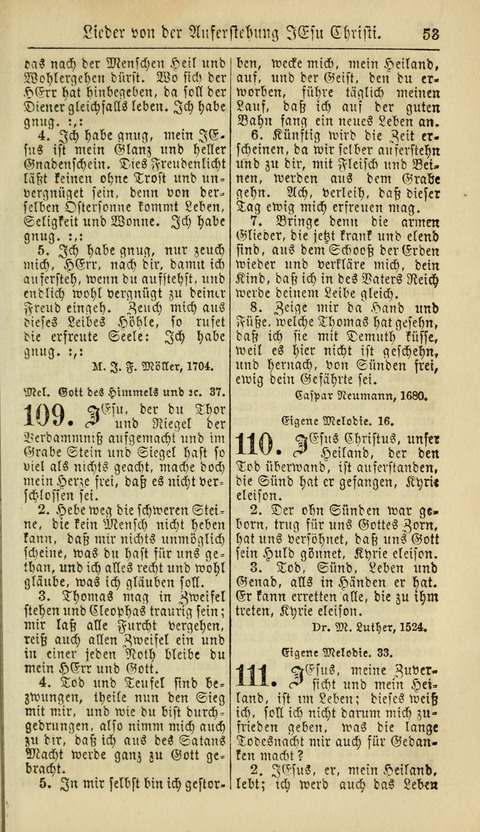 Lieder von der Auferstehung JEsu Christi. 53
das nach der Menschen Heil und
Wohlergehen dürst. Wo sich der
HErr hat hinbegeben, da soll der
Diener gleichfalls leben. Ich habe
gnug. :,:
4. Ich habe gnug, mein JE-
sus ist mein Glanz und heller
Gnadenschein. Dies Freudenlicht
läßt keinen ohne Trost und un-
vergnüget sein, denn von der-
selben Ostersonne kommt Leben,
Seligkeit und Wonne. Ich habe
gnug. :,:
5. Ich habe gnug, nur zeuch
mich, HErr, nach dir, damit ich
aufersteh, wenn du aufstehst, und
endlich wohl vergnügt zu deiner
Freud eingeh. Zeuch mich aus
dieses Leibes Höhle, so rufet
die erfreute Seele: Ich habe
gnug. :,:
M. J. F. Möller, 1704.
Mel. Gott des Himmels und ꝛc. 37.
109. JEsu, der du Thor
und Riegel der
Verdammniß aufgemacht und im
Grabe Stein und Siegel hast so
viel als nichts geacht, mache doch
mein Herze frei, daß es nicht ver-
schlossen sei.
2. Hebe weg die schweren Stei-
ne, die kein Mensch nicht heben
kann, daß mir nichts unmöglich
scheine, was du hast für uns ge-
than, und ich alles recht und wohl
gläube, was ich gläuben soll.
3. Thomas mag in Zweifel
stehen und Cleophas traurig sein;
mir laß alle Furcht vergehen,
reiß auch allen Zweifel ein und
in einer jeden Noth bleibe du
mein HErr und Gott.
4. Tod und Teufel sind be-
zwungen, theile nun den Sieg
mit mir, und wie du bist durch-
gedrungen, also nimm mich auch
zu dir, daß ich aus des Satans
Macht werde ganz zu Gott ge-
bracht.
5. In mir selbst bin ich gestor-
ben, wecke mich, mein Heiland,
auf, und der Geist, den du er-
worben, führe täglich meinen
Lauf, daß ich auf der guten
Bahn fang ein neues Leben an.
6. Künftig wird die Zeit er-
scheinen, da wir selber auferstehn
und zu dir, mit Fleisch und Bei-
nen, werden aus dem Grabe
gehn. Ach, verleih, daß dieser
Tag ewig mich erfreuen mag.
7. Bringe denn die armen
Glieder, die jetzt krank und elend
sind, aus dem Schooß der Erden
wieder und verkläre mich, dein
Kind, daß ich in des Vaters Reich
werde deinem Leibe gleich.
8. Zeige mir da Händ und
Füße, welche Thomas hat gesehn,
daß ich sie mit Demuth küsse,
weil es hier nicht ist geschehn,
und hernach, von Sünden frei,
ewig dein Gefährte sei.
Caspar Neumann, 1680.
Eigene Melodie. 16.
110. JEsus Christus, unser
Heiland, der den
Tod überwand, ist auferstanden,
die Sünd hat er gefangen, Kyrie
eleison.
2. Der ohn Sünden war ge-
born, trug für uns Gottes Zorn,
hat uns versöhnet, daß uns Gott
sein Huld gönnet, Kyrie eleison.
3. Tod, Sünd, Leben und
Genad, alls in Händen er hat.
Er kann erretten alle, die zu ihm
treten, Kyrie eleison.
Dr. M. Luther, 1524.
Eigene Melodie. 33.
111. JEsus, meine Zuver-
sicht und mein Hei-
land, ist im Leben; dieses weiß
ich, soll ich nicht darum mich zu-
frieden geben, was die lange
Todesnacht mir auch für Gedan-
ken macht?
2. JEsus, er, mein Heiland,
lebt; ich werd auch das Leben